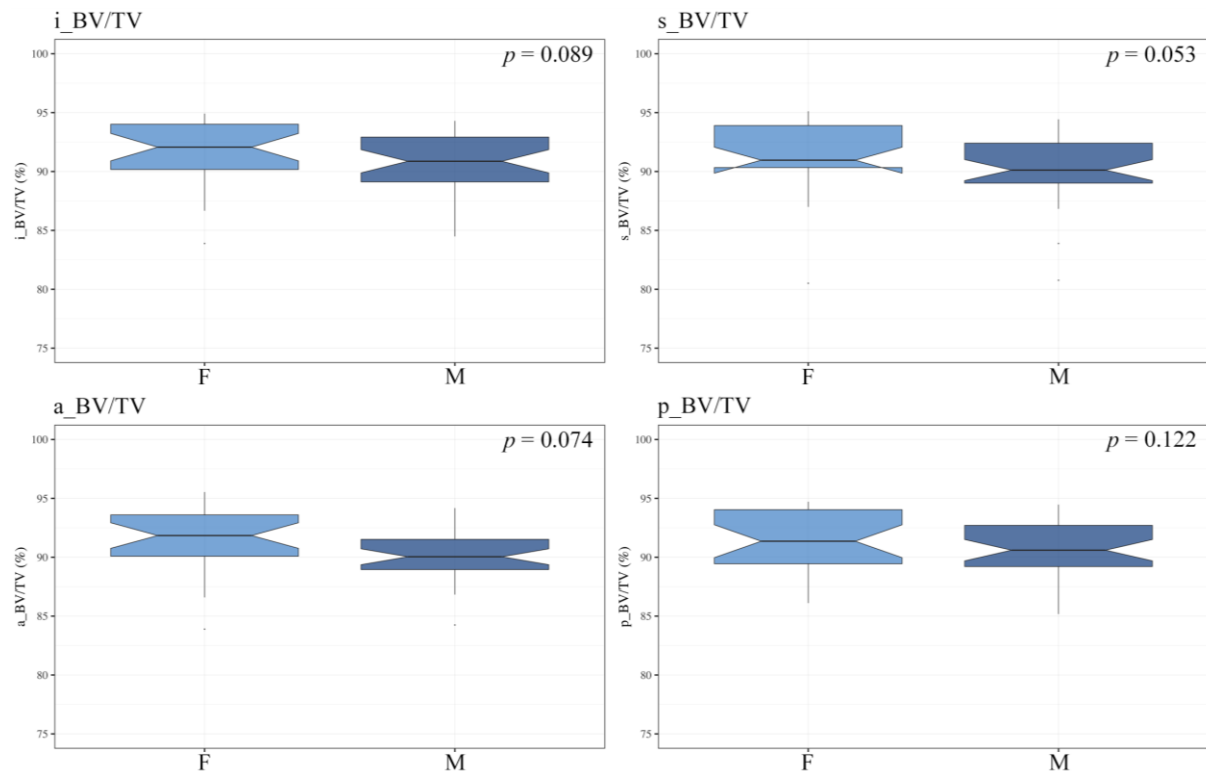 i_BV/TV
p = 0.089
100
95
90
85
80
75
i_BV/TV (%)
F
M
s_BV/TV
p = 0.053
100
95
90
85
80
75
s_BV/TV (%)
F
M
a_BV/TV
p = 0.074
100
95
90
85
80
75
a_BV/TV (%)
F
M
p_BV/TV
p = 0.122
100
95
90
85
80
75
p_BV/TV (%)
F
M